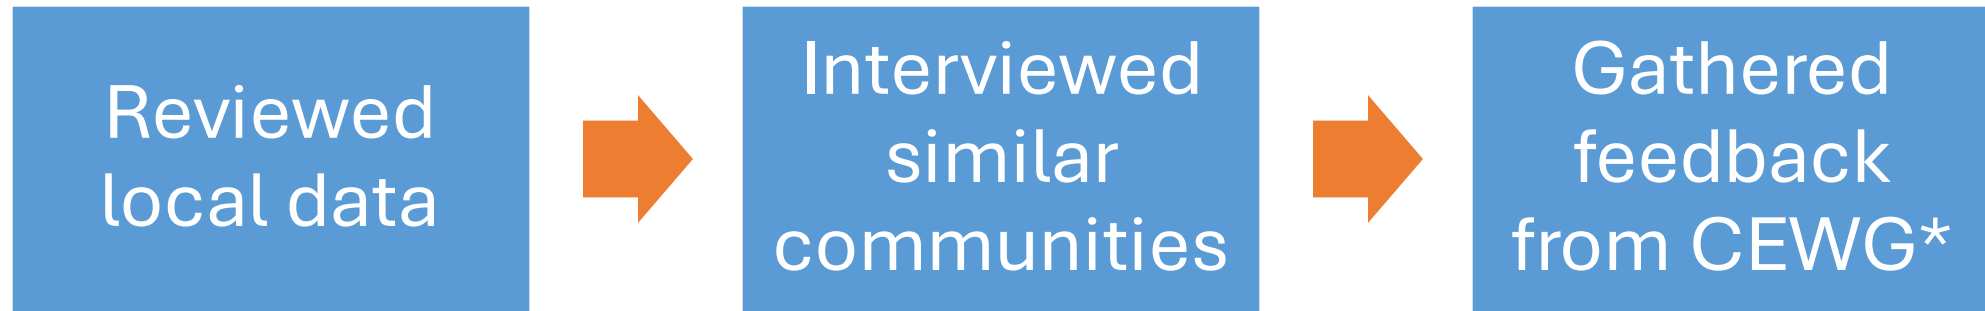 Reviewed
local data
Interviewed
similar
communities
Gathered
feedback
from CEWG*